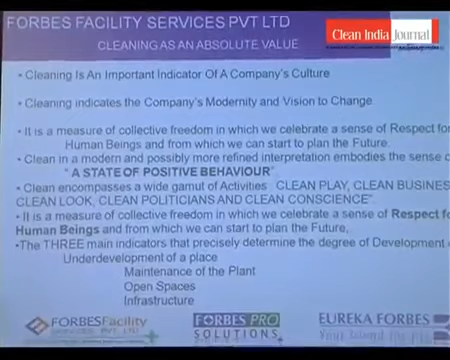 FORBES FACILITY SERVICES PVT LTD
CLEANING AS AN ABSOLUTE VALUE
Clean India Journal
• Cleaning Is An Important Indicator Of A Company's Culture
• Cleaning indicates the Company's Modernity and Vision to Change
• It is a measure of collective freedom in which we celebrate a sense of Respect for
Human Beings and from which we can start to plan the Future.
• Clean in a modern and possibly more refined interpretation embodies the sense o
" A STATE OF POSITIVE BEHAVIOUR".
• Clean encompasses a wide gamut of Activities : CLEAN PLAY, CLEAN BUSINES
CLEAN LOOK, CLEAN POLITICIANS AND CLEAN CONSCIENCE".
• It is a measure of collective freedom in which we celebrate a sense of Respect fo
Human Beings and from which we can start to plan the Future.
•The THREE main indicators that precisely determine the degree of Development o
Underdevelopment of a place
Maintenance of the Plant
Open Spaces
Infrastructure
FORBESFacility
SERVICES PVT. LTD.
FORBES PRO
SOLUTIONS
EUREKA FORBES
Your friend for life